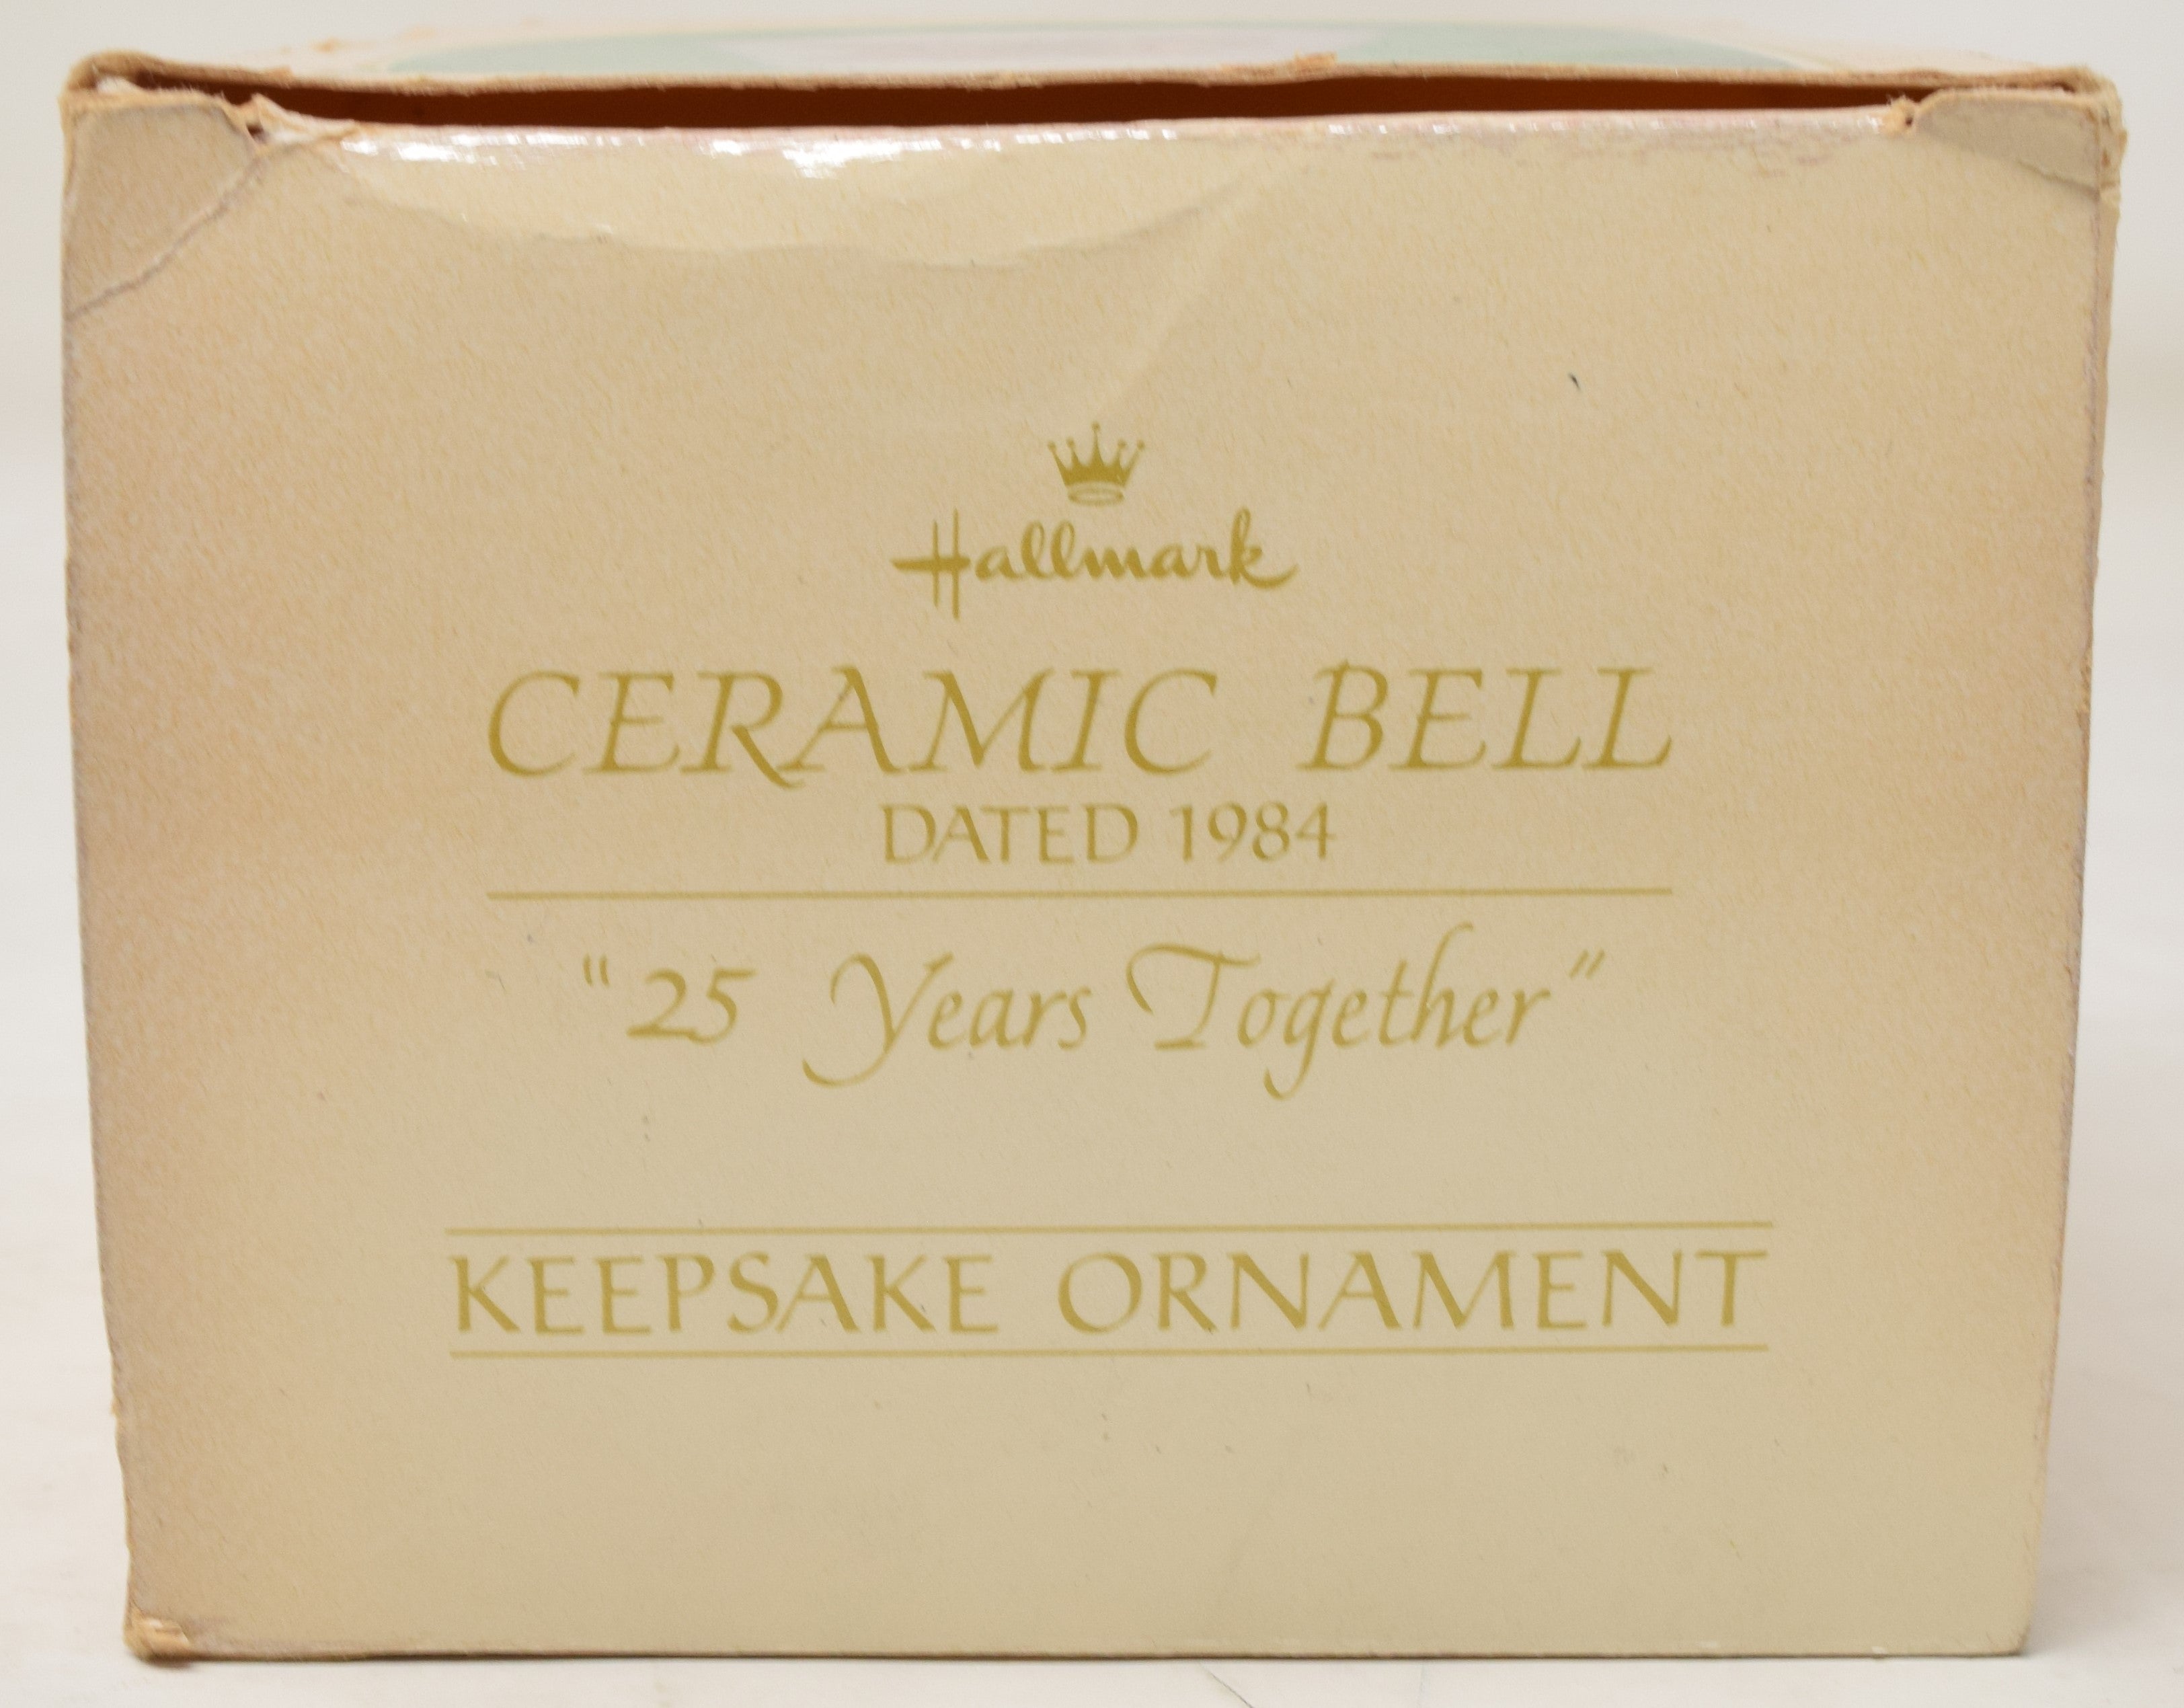 Hallmark
CERAMIC BELL
DATED 1984
"25 Years Together"
KEEPSAKE ORNAMENT